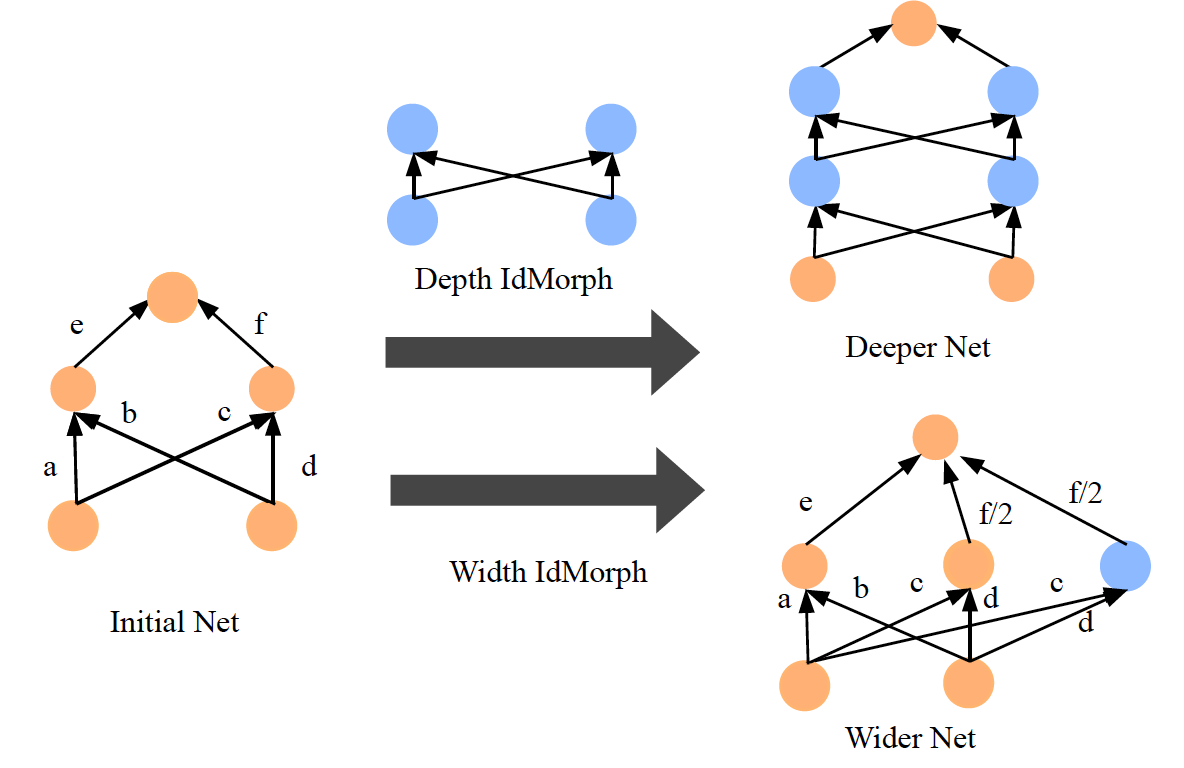 Depth IdMorph
Deeper Net
e
f
b
c
a
d
Initial Net
Width IdMorph
e
f/2
f/2
a
b
c
d
c
d
Wider Net